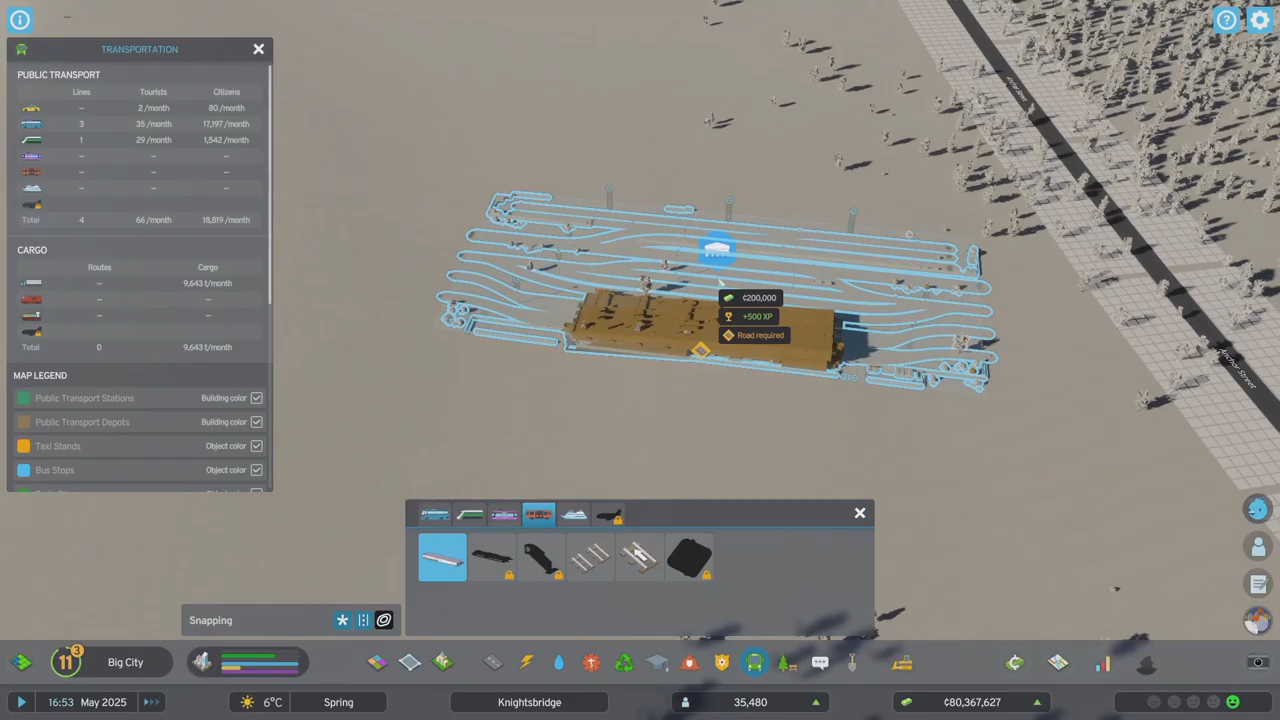 TRANSPORTATION
PUBLIC TRANSPORT
Lines Tourists Citizens
– 2 /month 80 /month
3 35 /month 17,197 /month
1 29 /month 1,542 /month
– – –
– – –
– – –
Total 4 66 /month 18,819 /month
CARGO
Routes Cargo
– 9,643 t/month
– –
– –
– –
Total 0 9,643 t/month
MAP LEGEND
Public Transport Stations Building color
Public Transport Depots Building color
Taxi Stands Object color
Bus Stops Object color
₵200,000
+500 XP
Road required
Anchor Street
Snapping
11
3
Big City
16:53 May 2025
6°C Spring
Knightsbridge
35,480
₵80,367,627